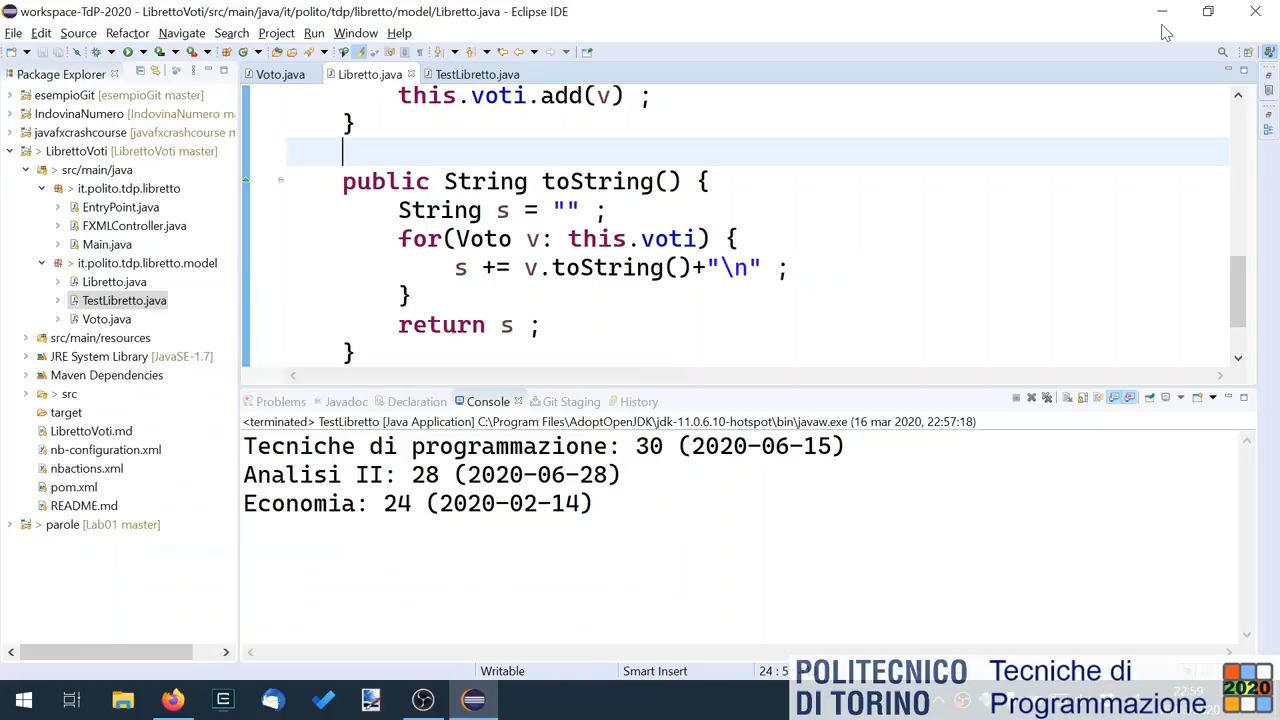 workspace-TdP-2020 - LibrettoVoti/src/main/java/it/polito/tdp/libretto/model/Libretto.java - Eclipse IDE
File Edit Source Refactor Navigate Search Project Run Window Help
Package Explorer
Voto.java Libretto.java TestLibretto.java
esempioGit [esempioGit master]
IndovinaNumero [IndovinaNumero m
javafxcrashcourse [javafxcrashcourse m
> LibrettoVoti [LibrettoVoti master]
> src/main/java
> it.polito.tdp.libretto
EntryPoint.java
FXMLController.java
Main.java
> it.polito.tdp.libretto.model
Libretto.java
TestLibretto.java
Voto.java
src/main/resources
JRE System Library [JavaSE-1.7]
Maven Dependencies
> src
target
LibrettoVoti.md
nb-configuration.xml
nbactions.xml
pom.xml
README.md
> parole [Lab01 master]
this.voti.add(v) ;
}
public String toString() {
String s = "" ;
for(Voto v: this.voti) {
s += v.toString()+"\n" ;
}
return s ;
}
Problems Javadoc Declaration Console Git Staging History
<terminated> TestLibretto [Java Application] C:\Program Files\AdoptOpenJDK\jdk-11.0.6.10-hotspot\bin\javaw.exe (16 mar 2020, 22:57:18)
Tecniche di programmazione: 30 (2020-06-15)
Analisi II: 28 (2020-06-28)
Economia: 24 (2020-02-14)
Writable Smart Insert 24 : 5
POLITECNICO
DI TORINO
Tecniche di
Programmazione
2020
22:59